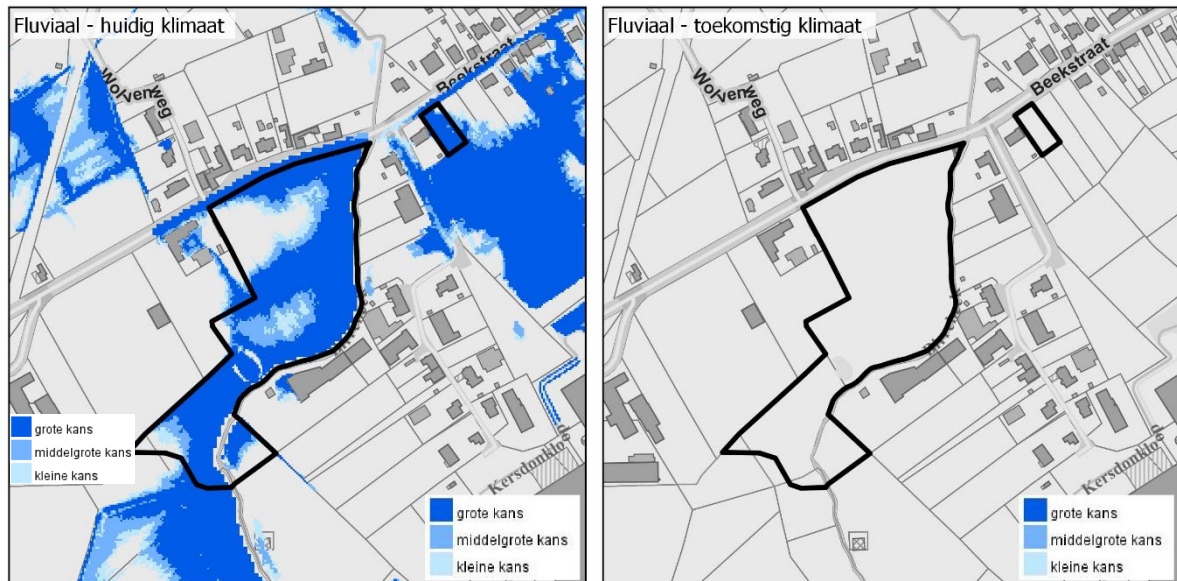 Fluviaal - huidig klimaat
Wolvenweg
Beekstraat
grote kans
middelgrote kans
kleine kans
Kersdonklo
grote kans
middelgrote kans
kleine kans
Fluviaal - toekomstig klimaat
Wolvenweg
Beekstraat
Kersdonklo
grote kans
middelgrote kans
kleine kans